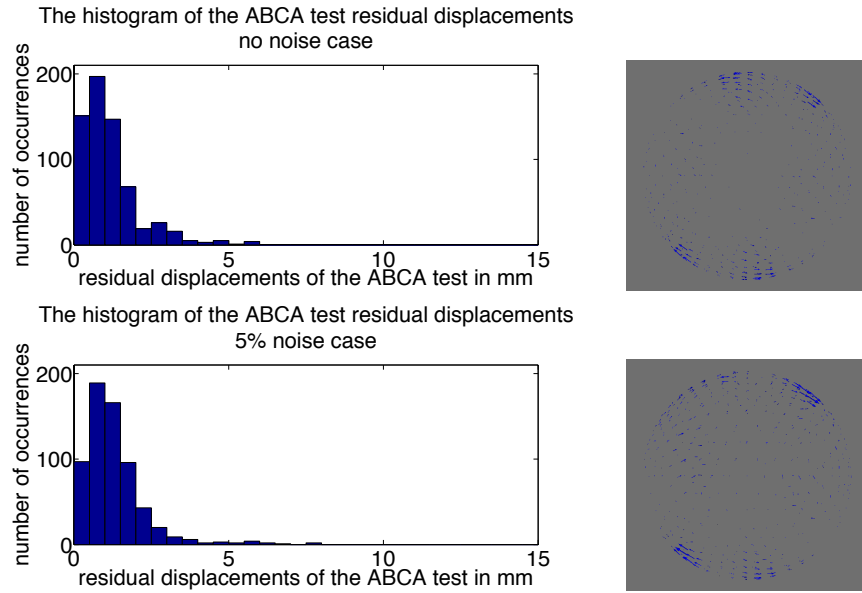 The histogram of the ABCA test residual displacements
no noise case
number of occurrences
200
100
0
0
5
10
15
residual displacements of the ABCA test in mm
The histogram of the ABCA test residual displacements
5% noise case
number of occurrences
200
100
0
0
5
10
15
residual displacements of the ABCA test in mm